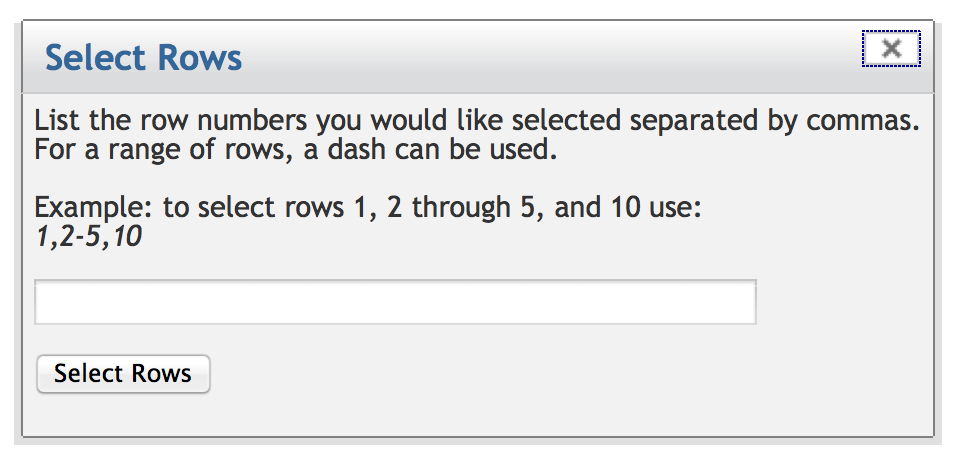 Select Rows
List the row numbers you would like selected separated by commas.
For a range of rows, a dash can be used.
Example: to select rows 1, 2 through 5, and 10 use:
1,2-5,10
Select Rows